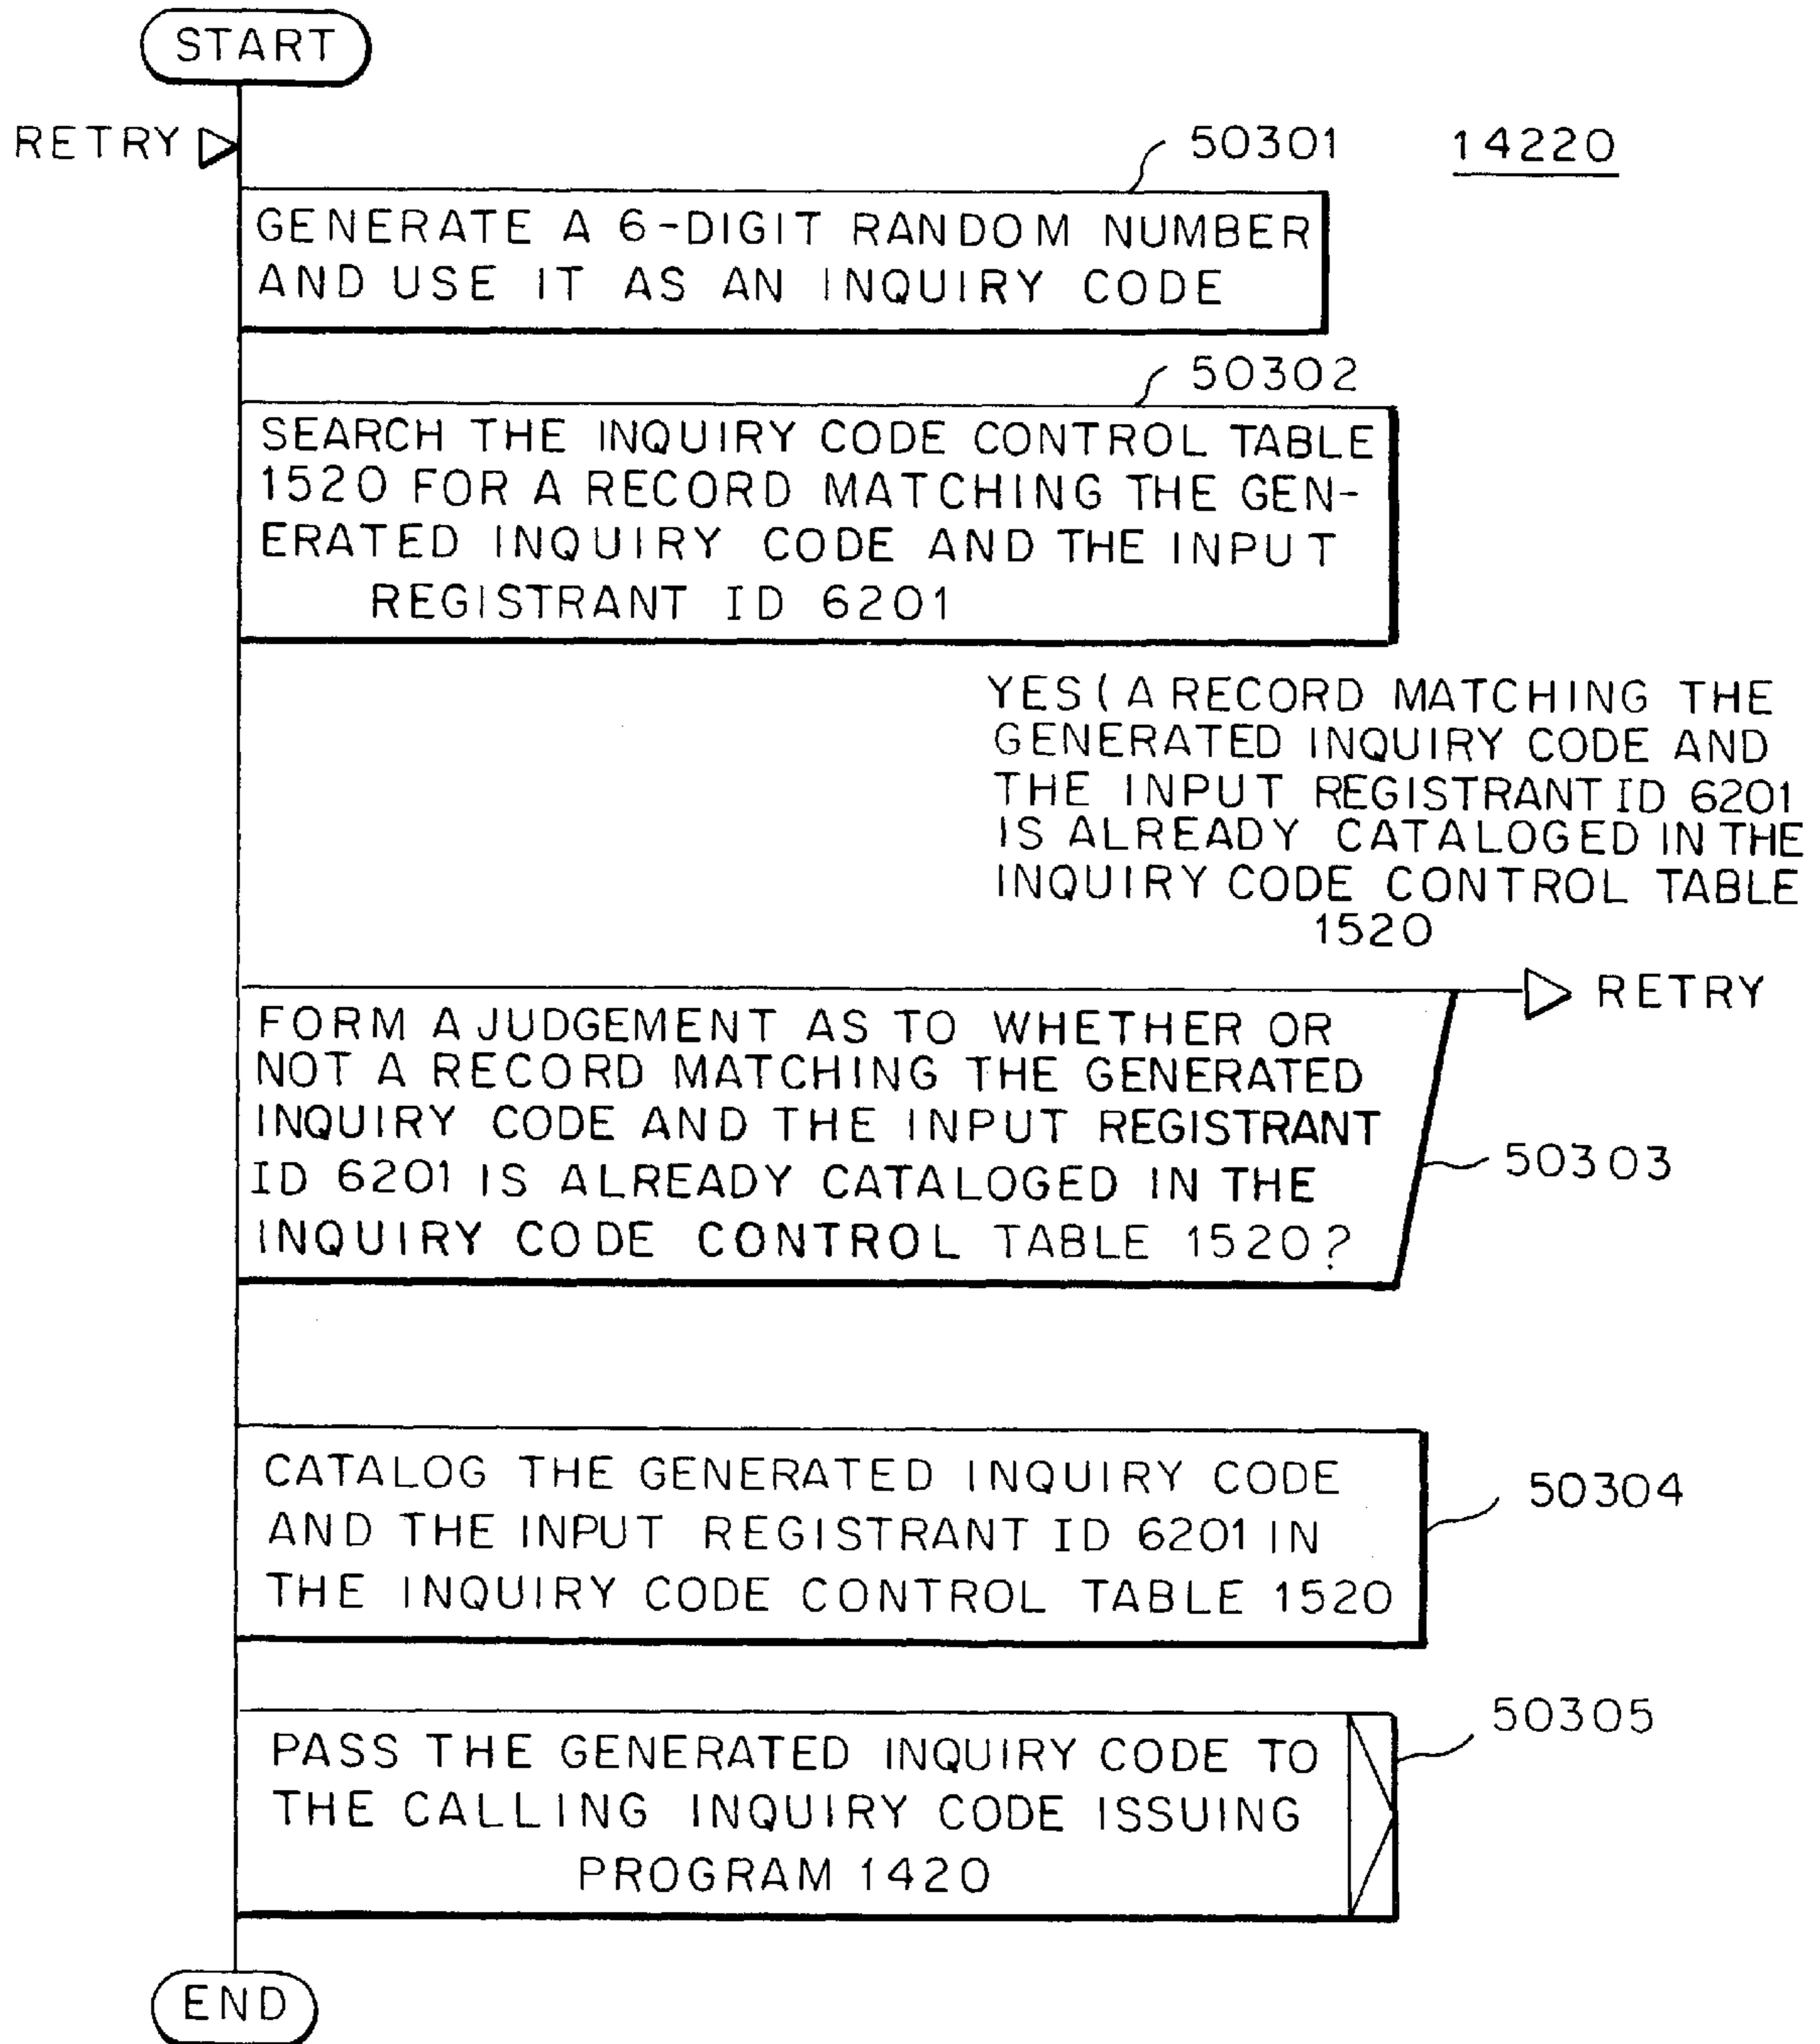 START
RETRY
50301
14220
GENERATE A 6-DIGIT RANDOM NUMBER
AND USE IT AS AN INQUIRY CODE
50302
SEARCH THE INQUIRY CODE CONTROL TABLE
1520 FOR A RECORD MATCHING THE GEN-
ERATED INQUIRY CODE AND THE INPUT
REGISTRANT ID 6201
YES (A RECORD MATCHING THE
GENERATED INQUIRY CODE AND
THE INPUT REGISTRANT ID 6201
IS ALREADY CATALOGED IN THE
INQUIRY CODE CONTROL TABLE
1520
RETRY
FORM A JUDGEMENT AS TO WHETHER OR
NOT A RECORD MATCHING THE GENERATED
INQUIRY CODE AND THE INPUT REGISTRANT
ID 6201 IS ALREADY CATALOGED IN THE
INQUIRY CODE CONTROL TABLE 1520?
50303
CATALOG THE GENERATED INQUIRY CODE
AND THE INPUT REGISTRANT ID 6201 IN
THE INQUIRY CODE CONTROL TABLE 1520
50304
50305
PASS THE GENERATED INQUIRY CODE TO
THE CALLING INQUIRY CODE ISSUING
PROGRAM 1420
END